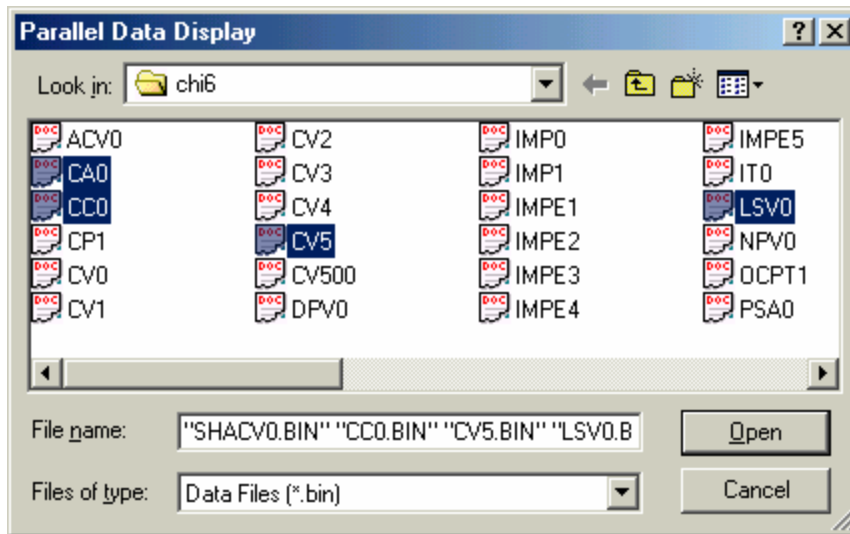 Parallel Data Display
Look in: chi6
ACV0 CV2 IMP0 IMPE5
CA0 CV3 IMP1 IT0
CC0 CV4 IMPE1 LSV0
CP1 CV5 IMPE2 NPV0
CV0 CV500 IMPE3 OCPT1
CV1 DPV0 IMPE4 PSA0
File name: "SHACV0.BIN" "CC0.BIN" "CV5.BIN" "LSV0.B Open
Files of type: Data Files (*.bin) Cancel